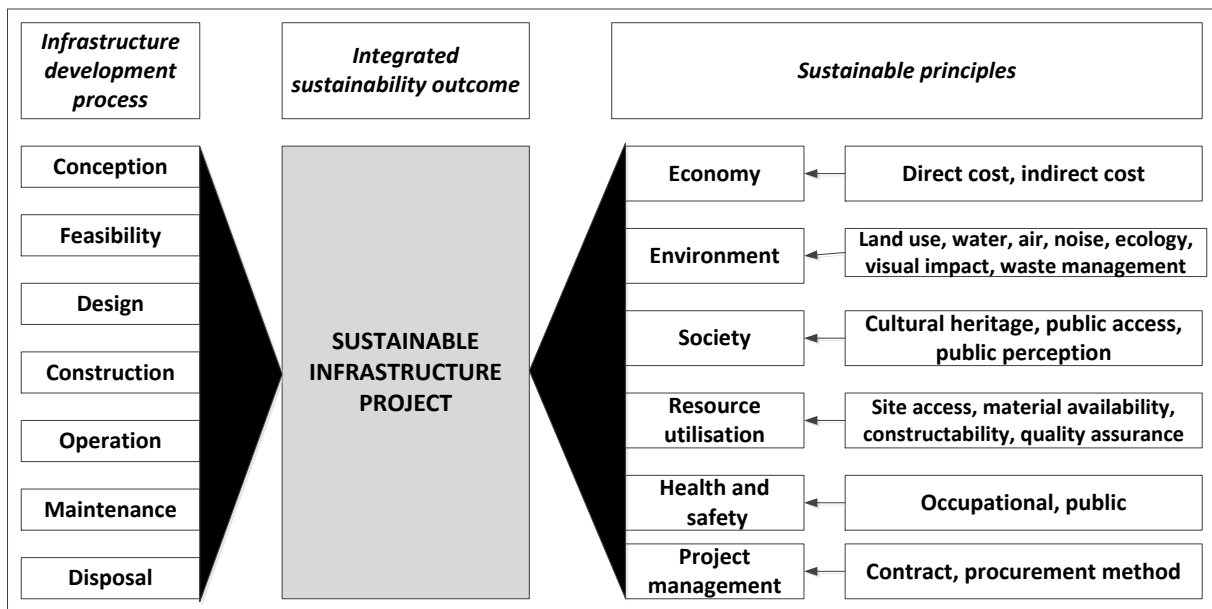 Infrastructure
development
process
Integrated
sustainability outcome
Sustainable principles
Conception
Feasibility
Design
Construction
Operation
Maintenance
Disposal
SUSTAINABLE
INFRASTRUCTURE
PROJECT
Economy
Direct cost, indirect cost
Environment
Land use, water, air, noise, ecology,
visual impact, waste management
Society
Cultural heritage, public access,
public perception
Resource
utilisation
Site access, material availability,
constructability, quality assurance
Health and
safety
Occupational, public
Project
management
Contract, procurement method